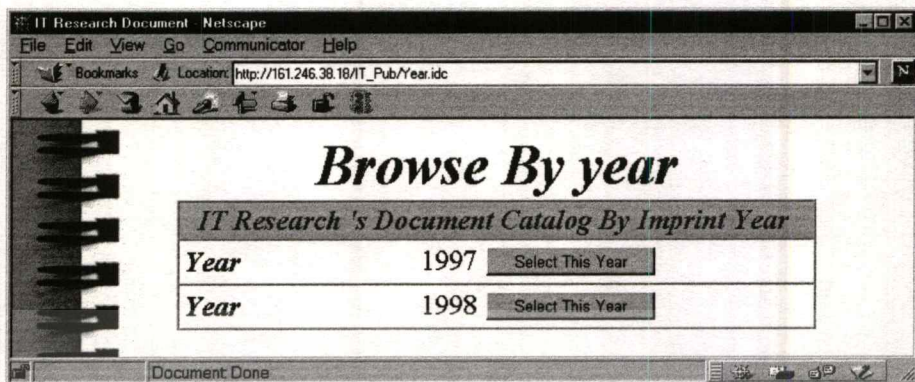 IT Research Document - Netscape
File Edit View Go Communicator Help
Bookmarks Location: http://161.246.38.18/IT_Pub/Year.idc
N
Browse By year
IT Research 's Document Catalog By Imprint Year
Year 1997 Select This Year
Year 1998 Select This Year
Document: Done